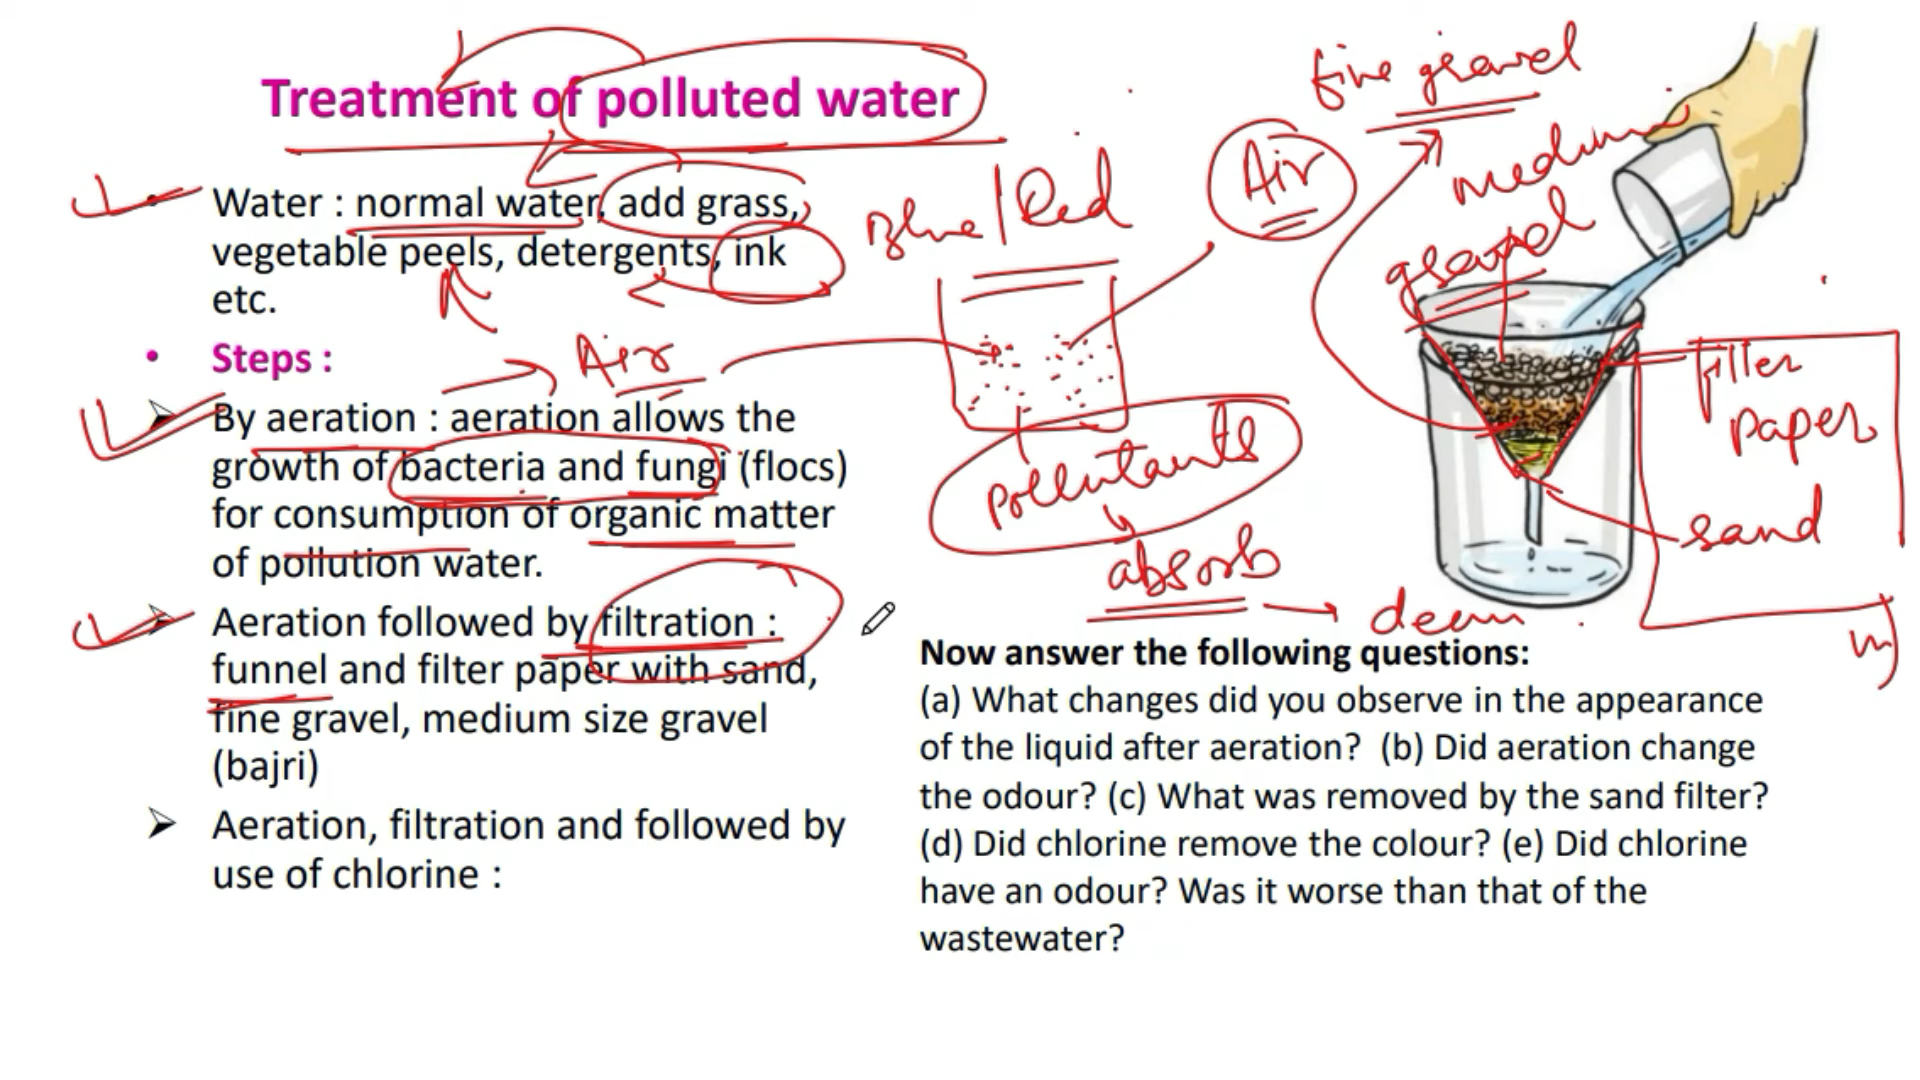 Treatment of polluted water
• Water : normal water, add grass,
vegetable peels, detergents, ink
etc.
• Steps :
➢ By aeration : aeration allows the
growth of bacteria and fungi (flocs)
for consumption of organic matter
of pollution water.
➢ Aeration followed by filtration :
funnel and filter paper with sand,
fine gravel, medium size gravel
(bajri)
➢ Aeration, filtration and followed by
use of chlorine :
Blue/Red
Air
Air
pollutants
absorb
fine gravel
medium
gravel
filter
paper
sand
Now answer the following questions:
(a) What changes did you observe in the appearance
of the liquid after aeration? (b) Did aeration change
the odour? (c) What was removed by the sand filter?
(d) Did chlorine remove the colour? (e) Did chlorine
have an odour? Was it worse than that of the
wastewater?